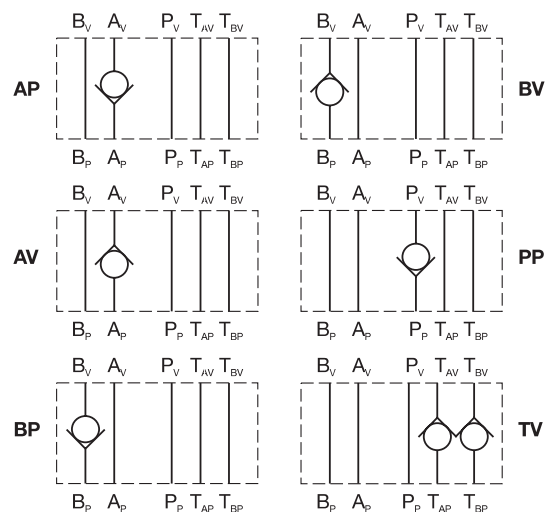 B_V A_V P_V T_AV T_BV B_V A_V P_V T_AV T_BV
AP BV
B_P A_P P_P T_AP T_BP B_P A_P P_P T_AP T_BP
B_V A_V P_V T_AV T_BV B_V A_V P_V T_AV T_BV
AV PP
B_P A_P P_P T_AP T_BP B_P A_P P_P T_AP T_BP
B_V A_V P_V T_AV T_BV B_V A_V P_V T_AV T_BV
BP TV
B_P A_P P_P T_AP T_BP B_P A_P P_P T_AP T_BP